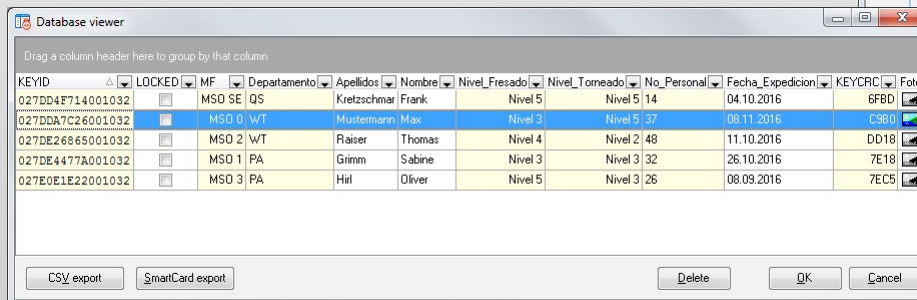 Database viewer
Drag a column header here to group by that column
KEYID LOCKED MF Departamento Apellidos Nombre Nivel_Fresado Nivel_Torneado No_Personal Fecha_Expedicion KEYCRC Foto
027DD4F714001032 MSO SE QS Kretzschmar Frank Nivel 5 Nivel 5 14 04.10.2016 6FBD
027DDA7C26001032 MSO 0 WT Mustermann Max Nivel 3 Nivel 5 37 08.11.2016 C9B0
027DE26865001032 MSO 2 WT Raiser Thomas Nivel 4 Nivel 2 48 11.10.2016 DD18
027DE4477A001032 MSO 1 PA Grimm Sabine Nivel 3 Nivel 3 32 26.10.2016 7E18
027E0E1E22001032 MSO 3 PA Hirl Oliver Nivel 5 Nivel 3 26 08.09.2016 7EC5
CSV export SmartCard export Delete OK Cancel